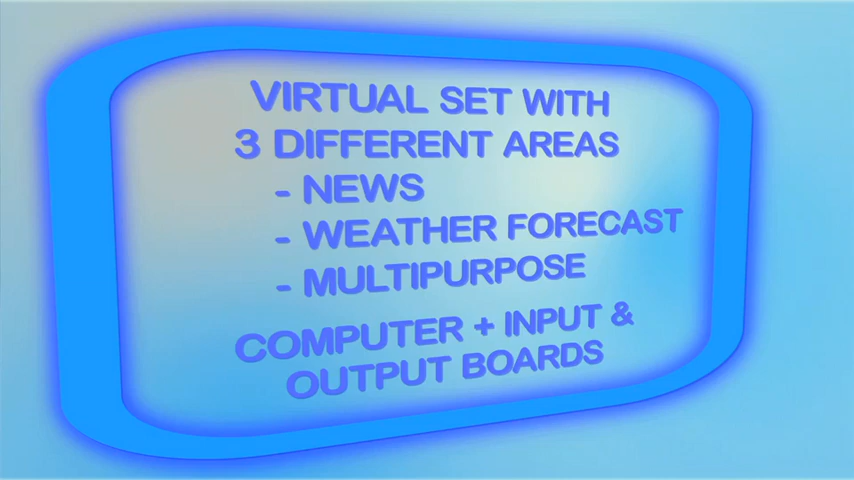 VIRTUAL SET WITH
3 DIFFERENT AREAS
- NEWS
- WEATHER FORECAST
- MULTIPURPOSE
COMPUTER + INPUT &
OUTPUT BOARDS